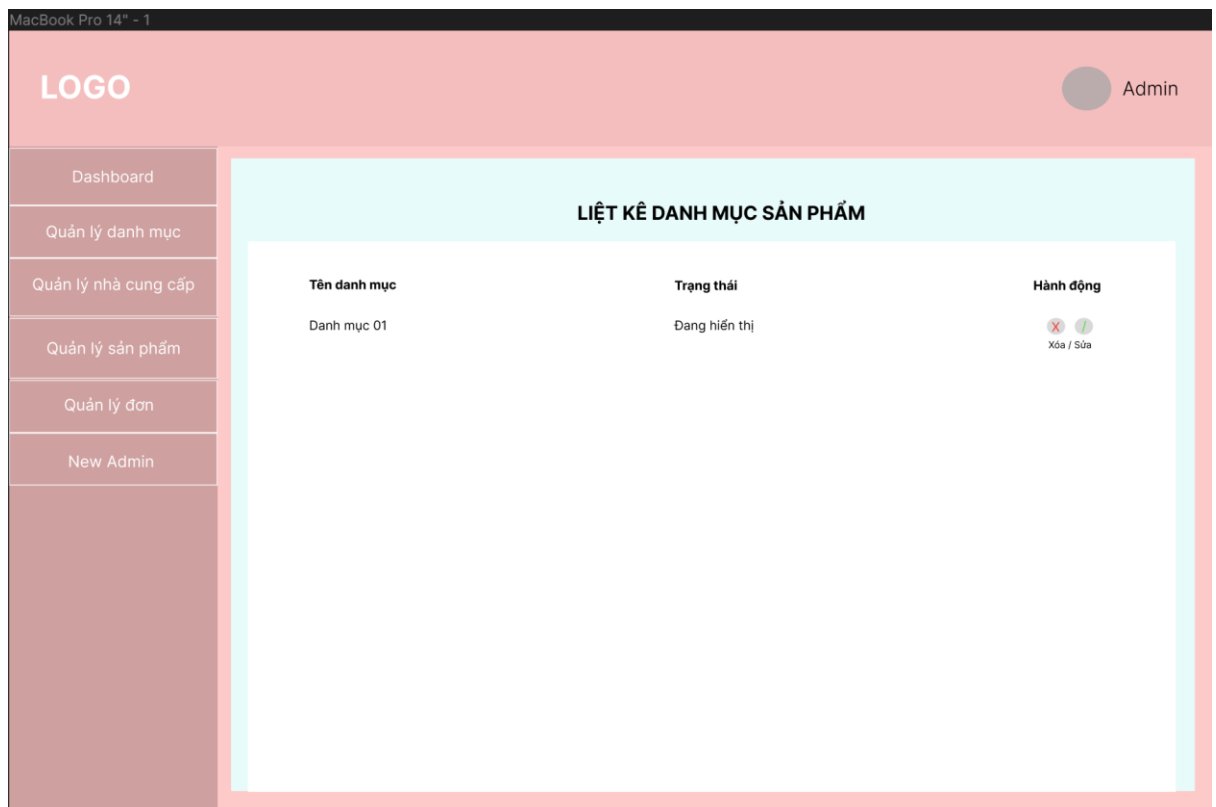 MacBook Pro 14" - 1
LOGO
Admin
Dashboard
Quản lý danh mục
Quản lý nhà cung cấp
Quản lý sản phẩm
Quản lý đơn
New Admin
LIỆT KÊ DANH MỤC SẢN PHẨM
Tên danh mục Trạng thái Hành động
Danh mục 01 Đang hiển thị X /
Xóa / Sửa